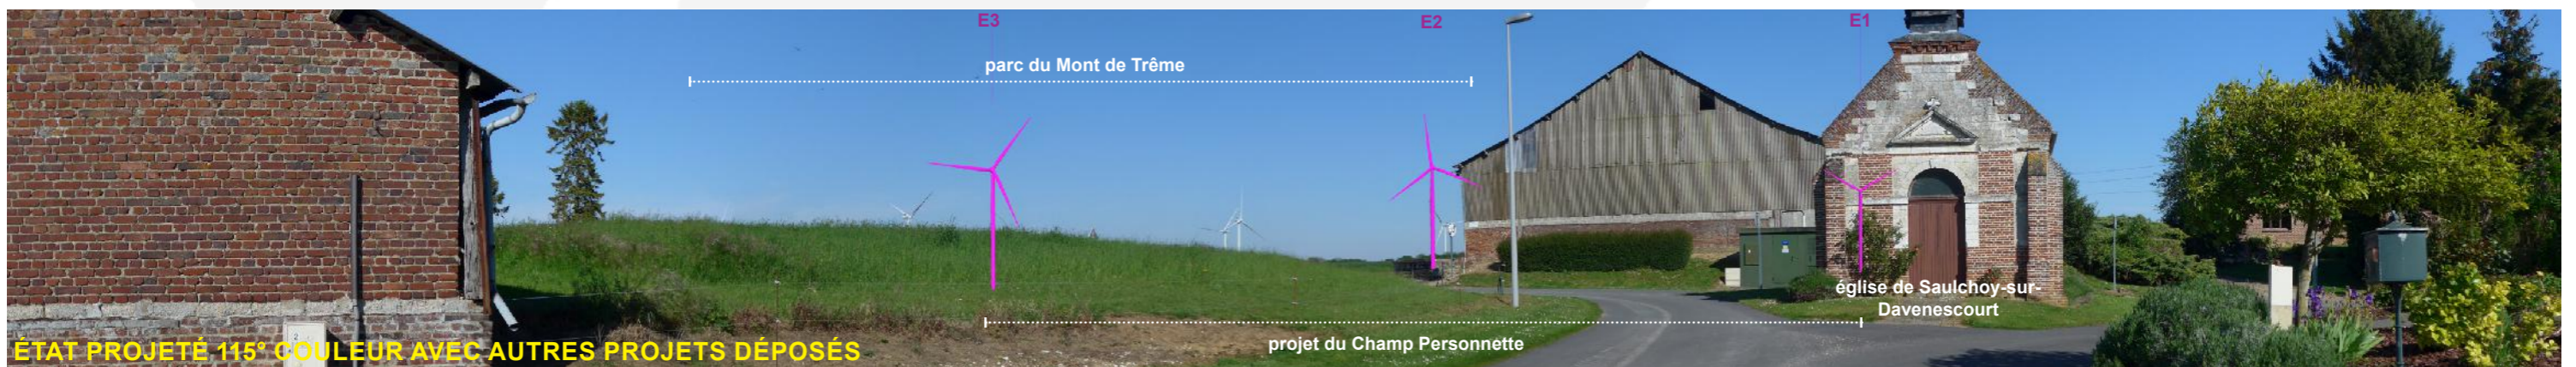 E3
E2
E1
parc du Mont de Trême
église de Saulchoy-sur-
Davenescourt
projet du Champ Personnette
ÉTAT PROJETÉ 115° COULEUR AVEC AUTRES PROJETS DÉPOSÉS